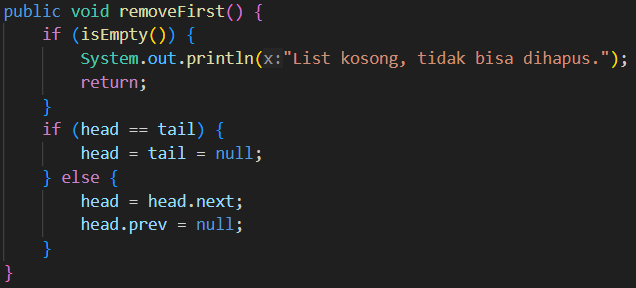 public void removeFirst() {
    if (isEmpty()) {
        System.out.println(x:"List kosong, tidak bisa dihapus.");
        return;
    }
    if (head == tail) {
        head = tail = null;
    } else {
        head = head.next;
        head.prev = null;
    }
}